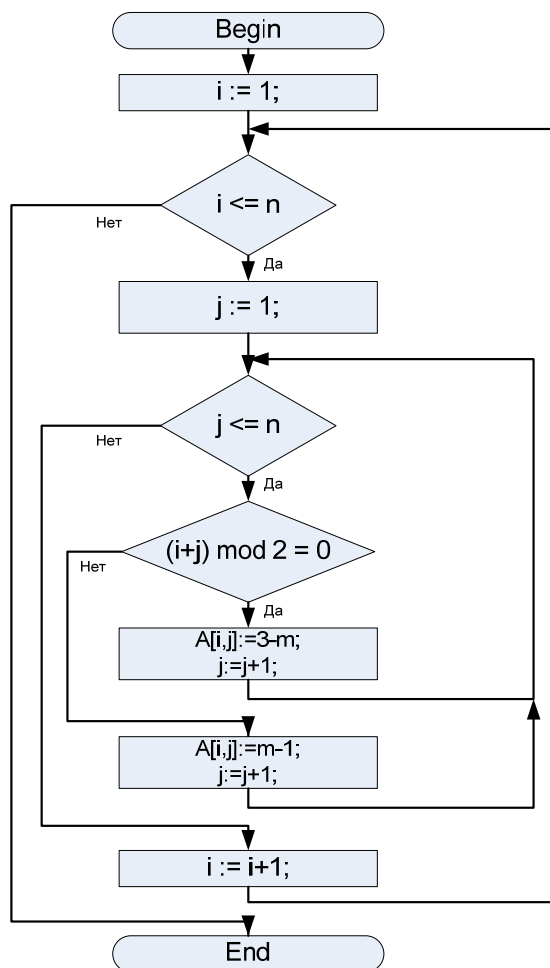 Begin
i := 1;
i <= n
Нет
Да
j := 1;
j <= n
Нет
Да
(i+j) mod 2 = 0
Нет
Да
A[i,j]:=3-m;
j:=j+1;
A[i,j]:=m-1;
j:=j+1;
i := i+1;
End